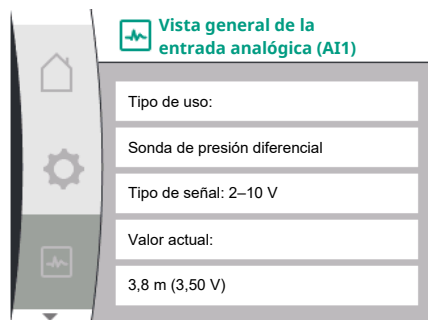 Vista general de la
entrada analógica (AI1)
Tipo de uso:
Sonda de presión diferencial
Tipo de señal: 2–10 V
Valor actual:
3,8 m (3,50 V)